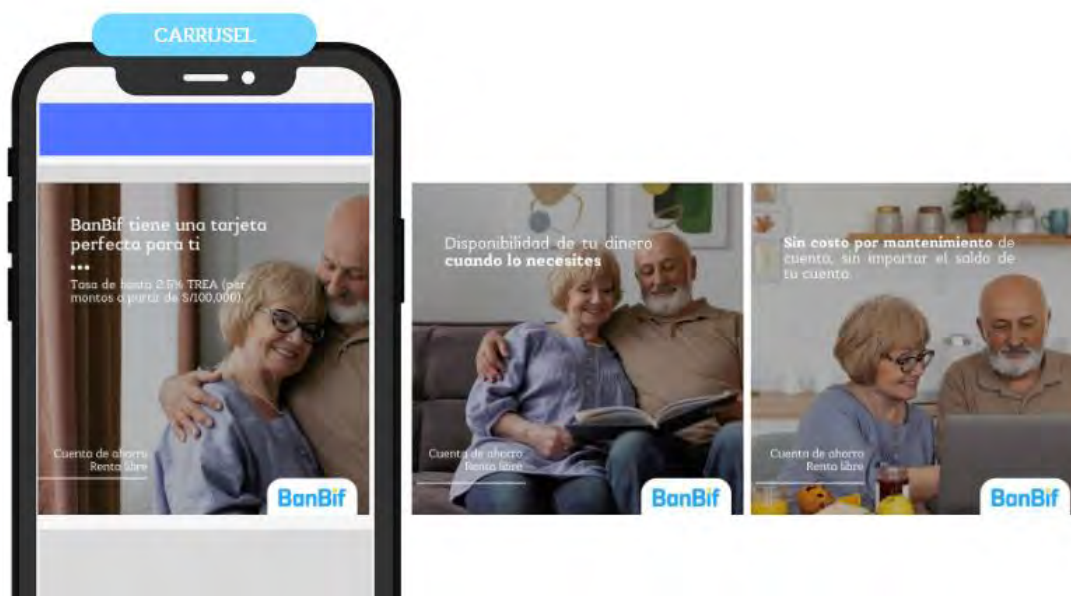 CARRUSEL
BanBif tiene una tarjeta
perfecta para ti
...
Tasa de hasta 2.5% TREA (por
montos a partir de S/100,000).
Cuenta de ahorro
Renta libre
BanBif
Disponibilidad de tu dinero
cuando lo necesites
Cuenta de ahorro
Renta libre
BanBif
Sin costo por mantenimiento de
cuenta, sin importar el saldo de
tu cuenta.
Cuenta de ahorro
Renta libre
BanBif